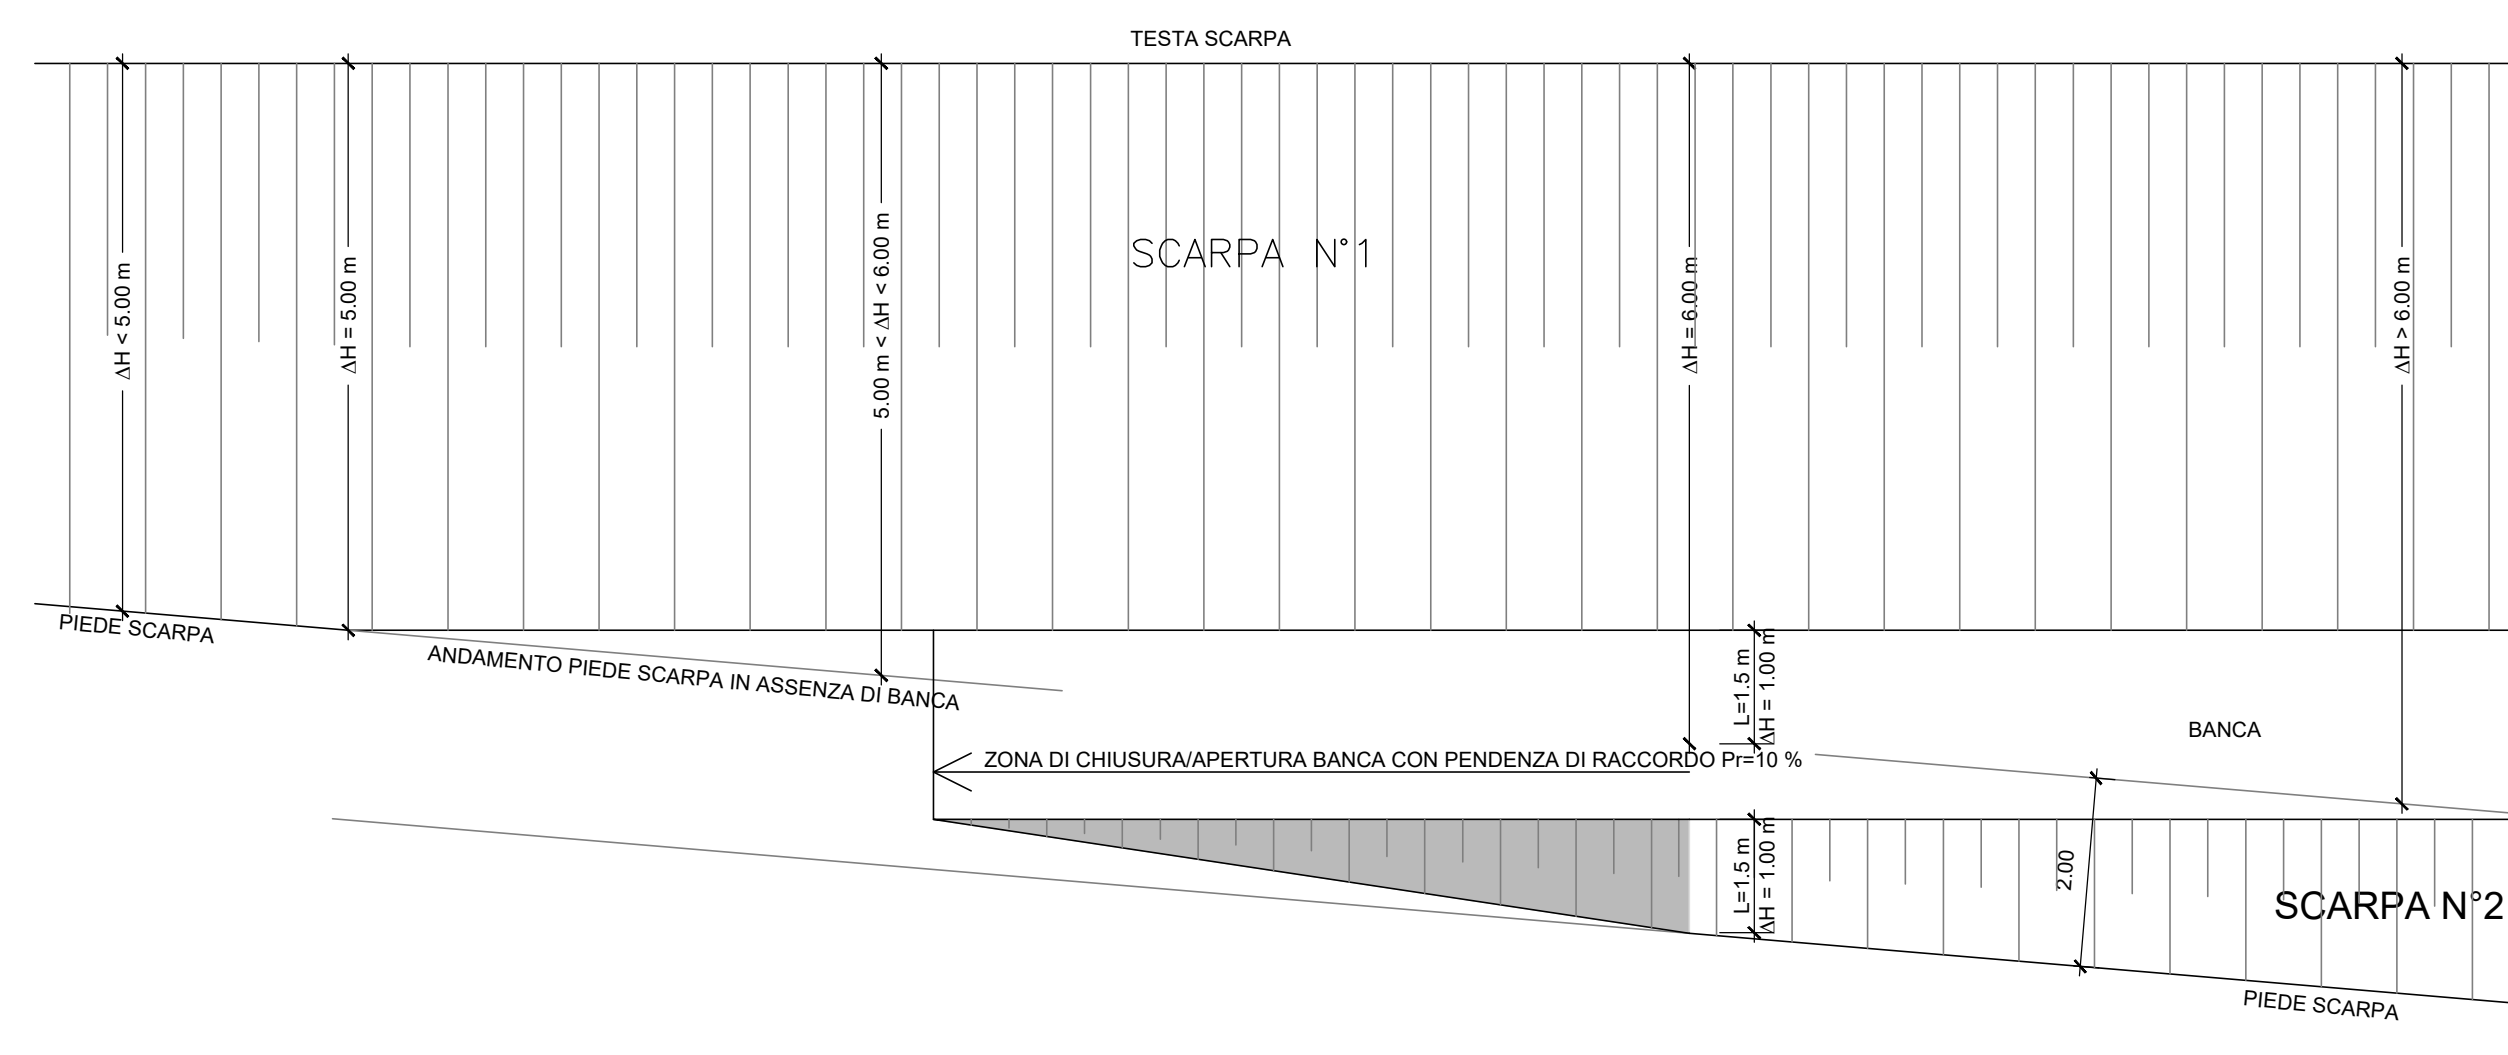 TESTA SCARPA
SCARPA N°1
ΔH < 5.00 m
ΔH = 5.00 m
5.00 m < ΔH < 6.00 m
ΔH = 6.00 m
ΔH > 6.00 m
PIEDE SCARPA
ANDAMENTO PIEDE SCARPA IN ASSENZA DI BANCA
L=1.5 m
ΔH = 1.00 m
BANCA
ZONA DI CHIUSURA/APERTURA BANCA CON PENDENZA DI RACCORDO Pr=10 %
L=1.5 m
ΔH = 1.00 m
2.00
SCARPA N°2
PIEDE SCARPA